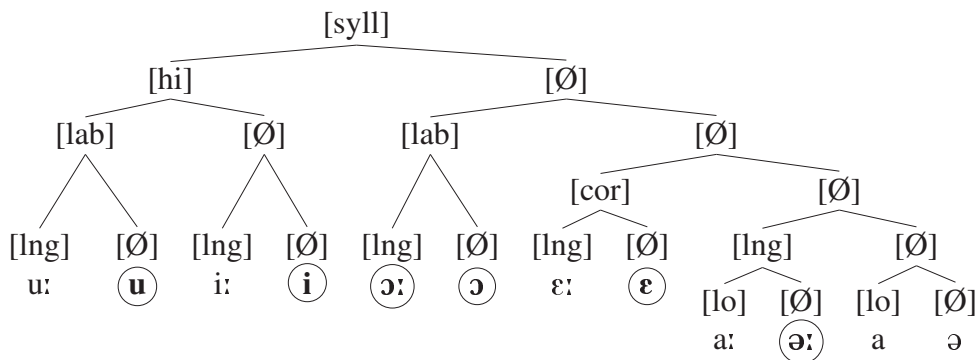 [syll]
[hi] [Ø]
[lab] [Ø] [lab] [Ø]
[cor] [Ø]
[lng] [Ø] [lng] [Ø] [lng] [Ø] [lng] [Ø] [lng] [Ø]
uː u iː i ɔː ɔ ɛː ɛ
[lo] [Ø] [lo] [Ø]
aː əː a ə